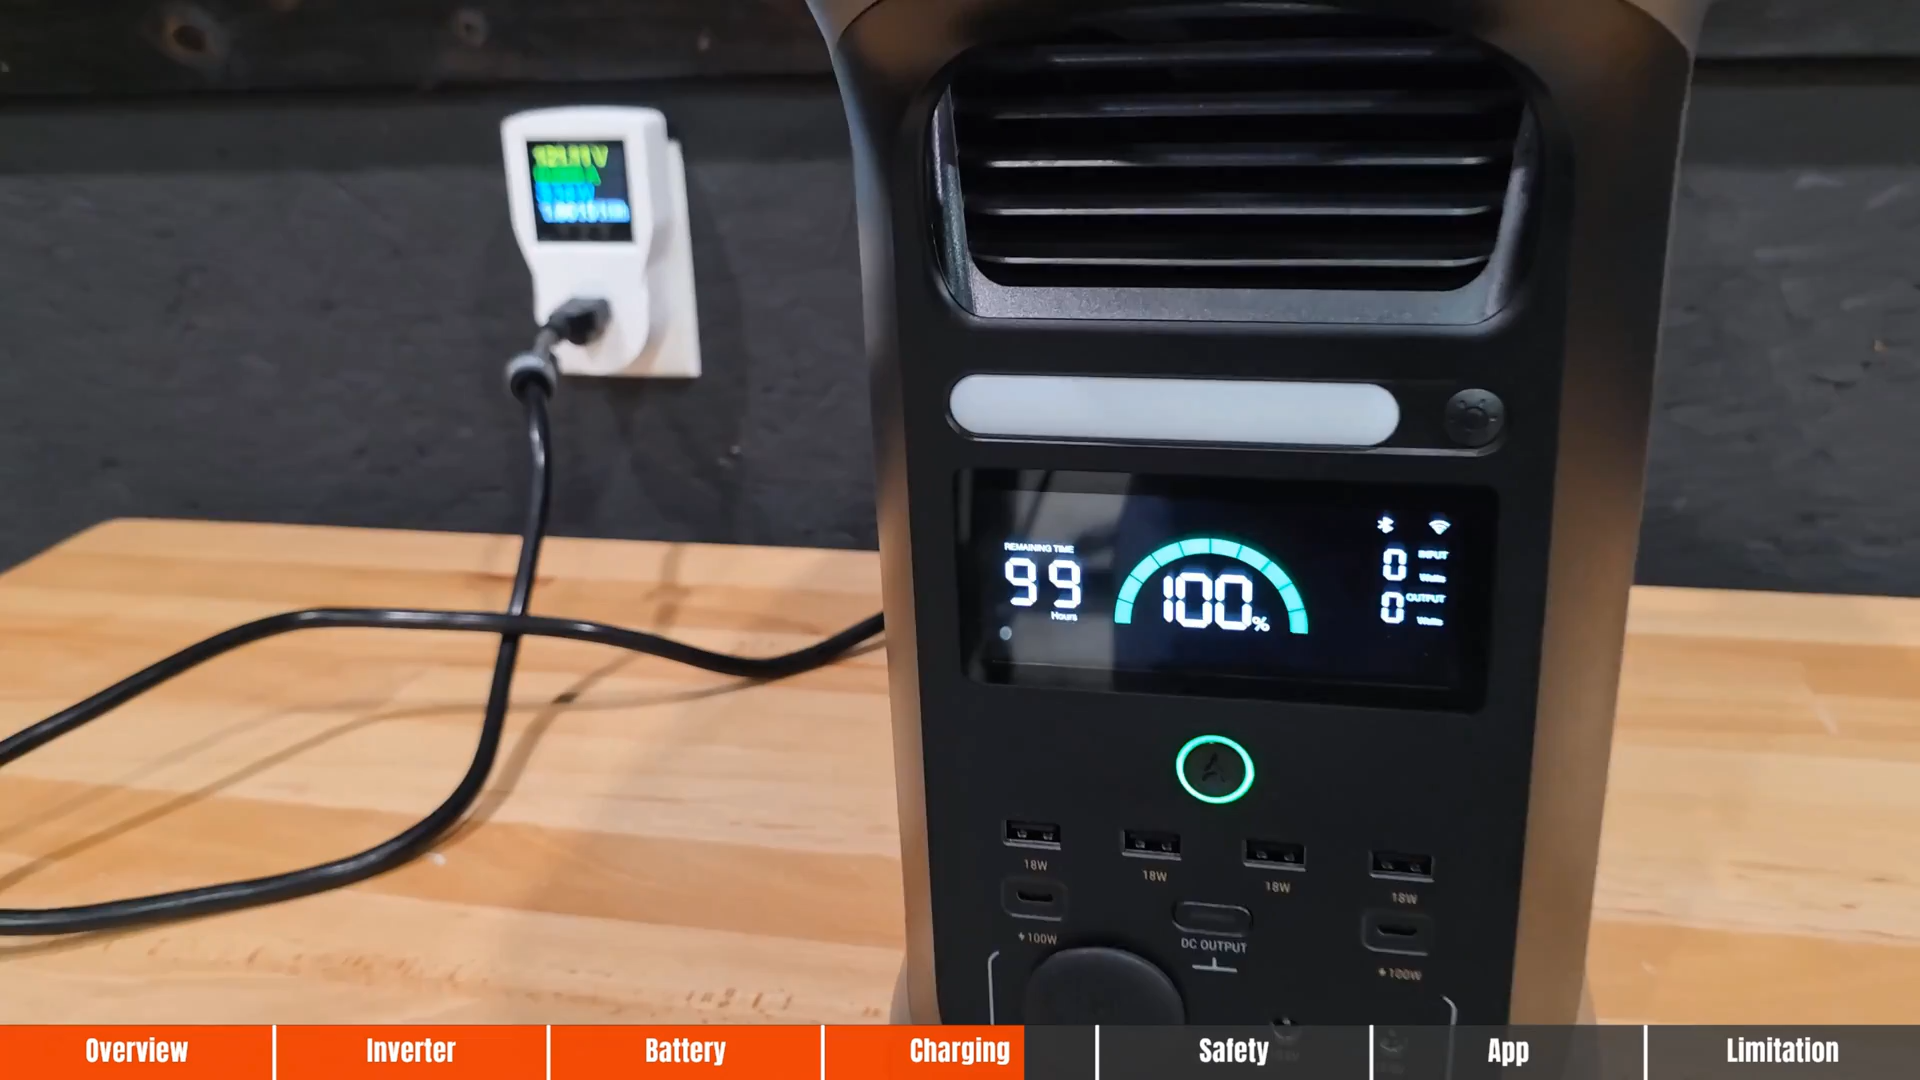 REMAINING TIME
99
Hours
100%
0 INPUT
Watts
0 OUTPUT
Watts
18W
18W
18W
18W
100W
DC OUTPUT
100W
Overview
Inverter
Battery
Charging
Safety
App
Limitation